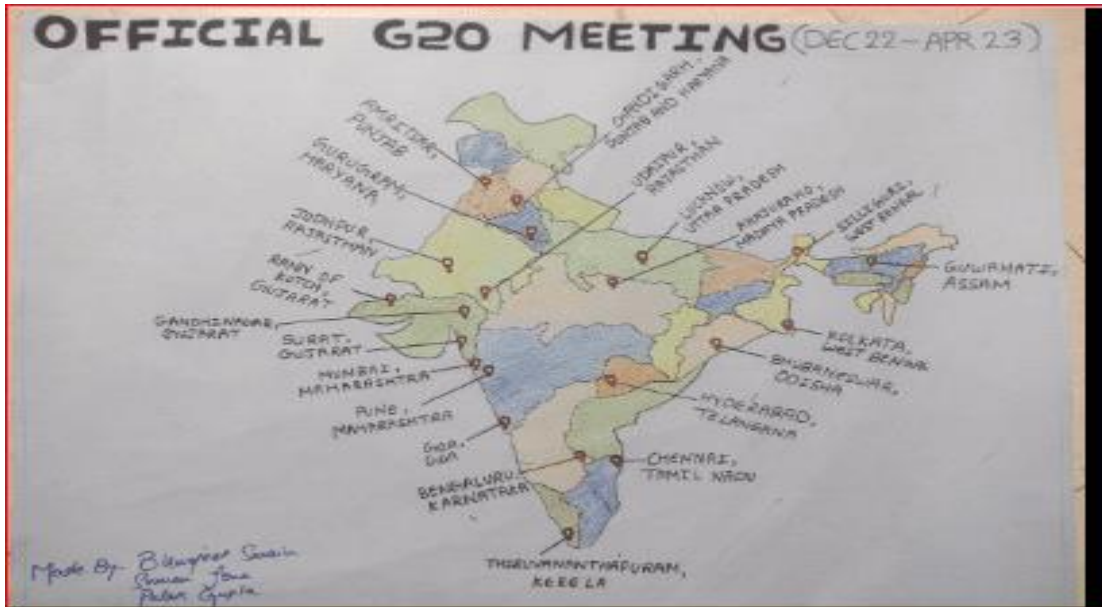 OFFICIAL G20 MEETING (DEC 22 - APR 23)
CHANDIGARH,
PUNJAB AND HARYANA
AMRITSAR,
PUNJAB
GURUGRAM,
HARYANA
UDAIPUR,
RAJASTHAN
LUCKNOW,
UTTAR PRADESH
KHAJURAHO,
MADHYA PRADESH
SILLIGURI,
WEST BENGAL
JODHPUR,
RAJASTHAN
RANN OF
KUTCH,
GUJARAT
GUWAHATI,
ASSAM
GANDHINAGAR,
GUJARAT
SURAT,
GUJARAT
KOLKATA,
WEST BENGAL
MUMBAI,
MAHARASHTRA
BHUBANESWAR,
ODISHA
PUNE,
MAHARASHTRA
HYDERABAD,
TELANGANA
GOA,
GOA
BENGALURU,
KARNATAKA
CHENNAI,
TAMIL NADU
THIRUVANANTHAPURAM,
KERELA
Made By-
Gupta